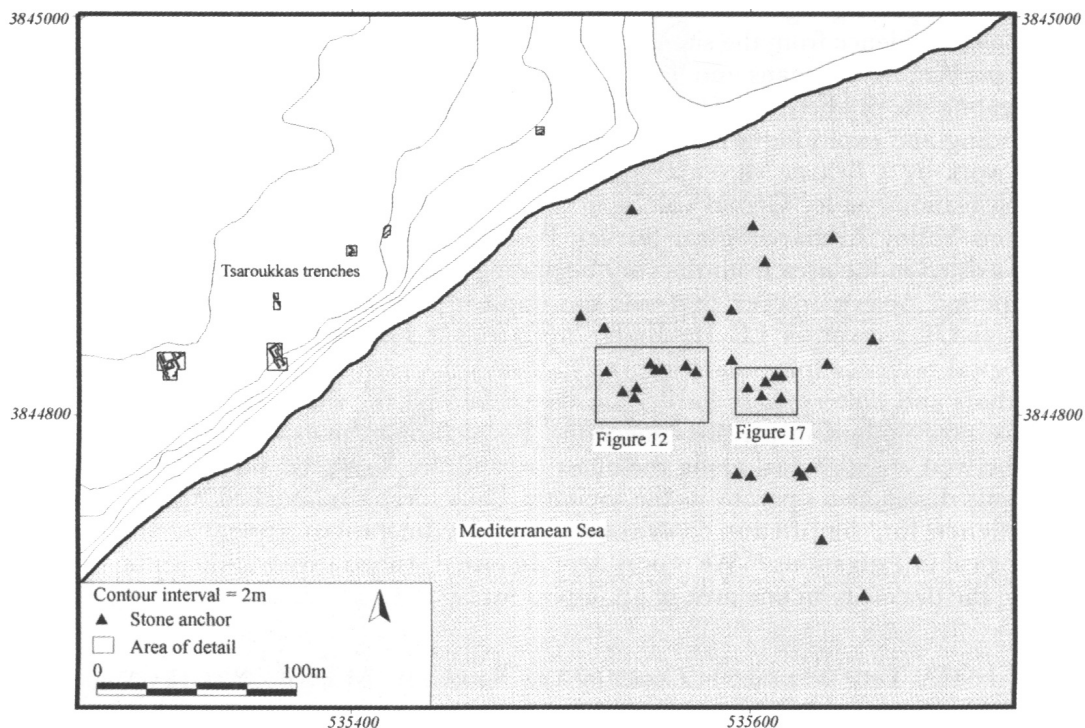 3845000
3845000
Tsaroukkas trenches
3844800
3844800
Figure 12
Figure 17
Mediterranean Sea
Contour interval = 2m
Stone anchor
Area of detail
0 100m
535400
535600